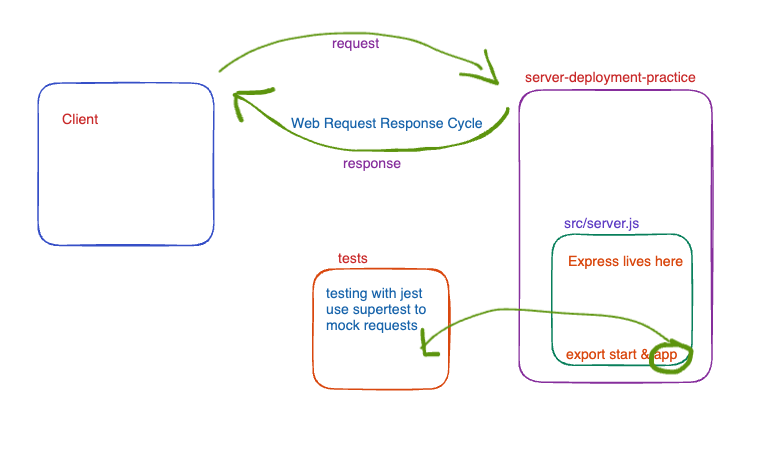 request
server-deployment-practice
Client
Web Request Response Cycle
response
src/server.js
tests
Express lives here
testing with jest
use supertest to
mock requests
export start & app